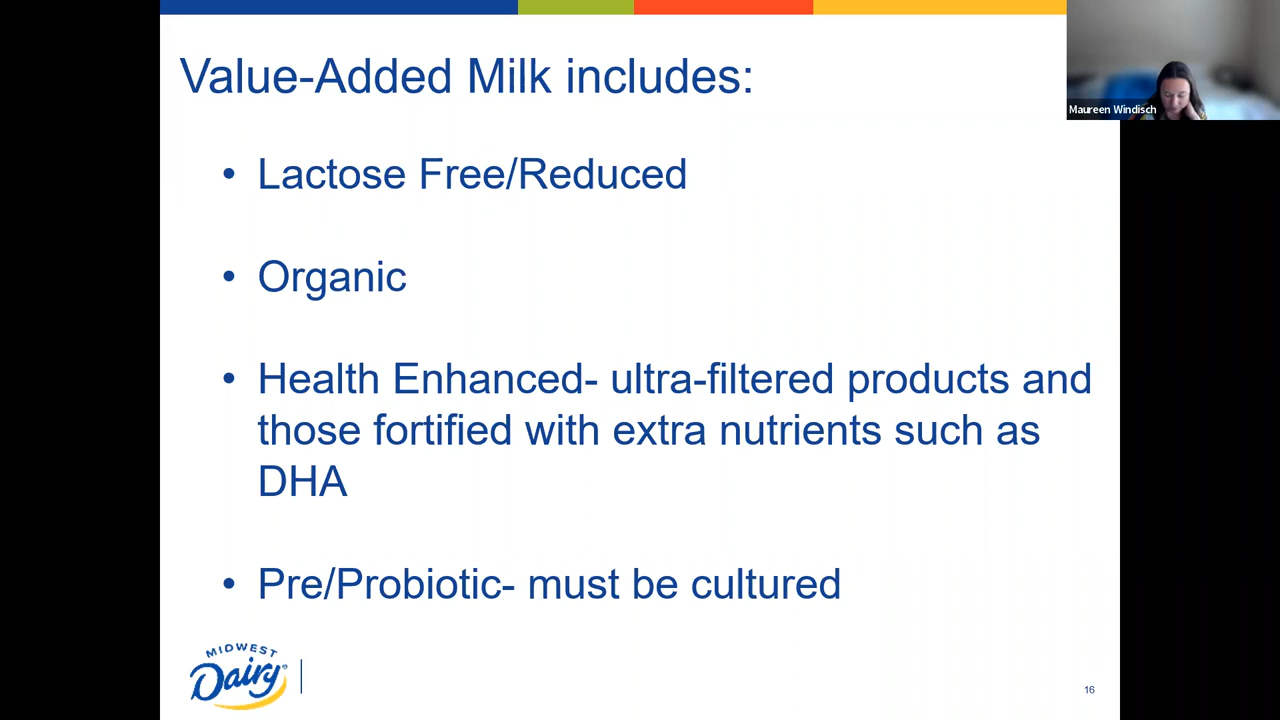 Value-Added Milk includes:
Maureen Windisch
• Lactose Free/Reduced
• Organic
• Health Enhanced- ultra-filtered products and
those fortified with extra nutrients such as
DHA
• Pre/Probiotic- must be cultured
MIDWEST
Dairy®
16